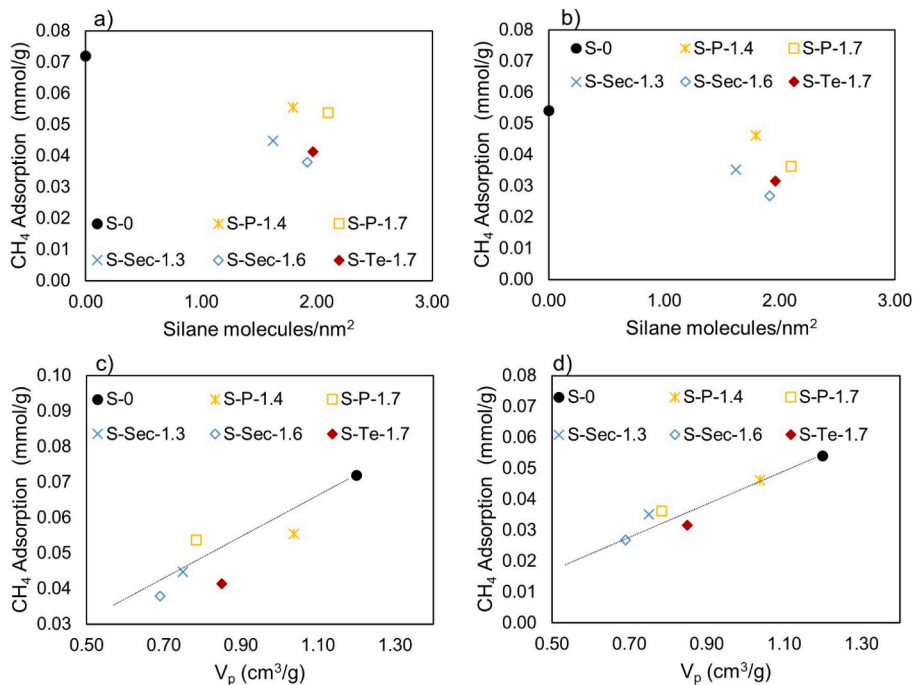 a)
CH₄ Adsorption (mmol/g)
0.08
0.07
0.06
0.05
0.04
0.03
0.02
0.01
0.00
S-0 S-P-1.4 S-P-1.7
S-Sec-1.3 S-Sec-1.6 S-Te-1.7
0.00 1.00 2.00 3.00
Silane molecules/nm²
b)
CH₄ Adsorption (mmol/g)
0.08
0.07
0.06
0.05
0.04
0.03
0.02
0.01
0.00
S-0 S-P-1.4 S-P-1.7
S-Sec-1.3 S-Sec-1.6 S-Te-1.7
0.00 1.00 2.00 3.00
Silane molecules/nm²
c)
CH₄ Adsorption (mmol/g)
0.10
0.09
0.08
0.07
0.06
0.05
0.04
0.03
S-0 S-P-1.4 S-P-1.7
S-Sec-1.3 S-Sec-1.6 S-Te-1.7
0.50 0.70 0.90 1.10 1.30
Vₚ (cm³/g)
d)
CH₄ Adsorption (mmol/g)
0.08
0.07
0.06
0.05
0.04
0.03
0.02
0.01
0.00
S-0 S-P-1.4 S-P-1.7
S-Sec-1.3 S-Sec-1.6 S-Te-1.7
0.50 0.70 0.90 1.10 1.30
Vₚ (cm³/g)